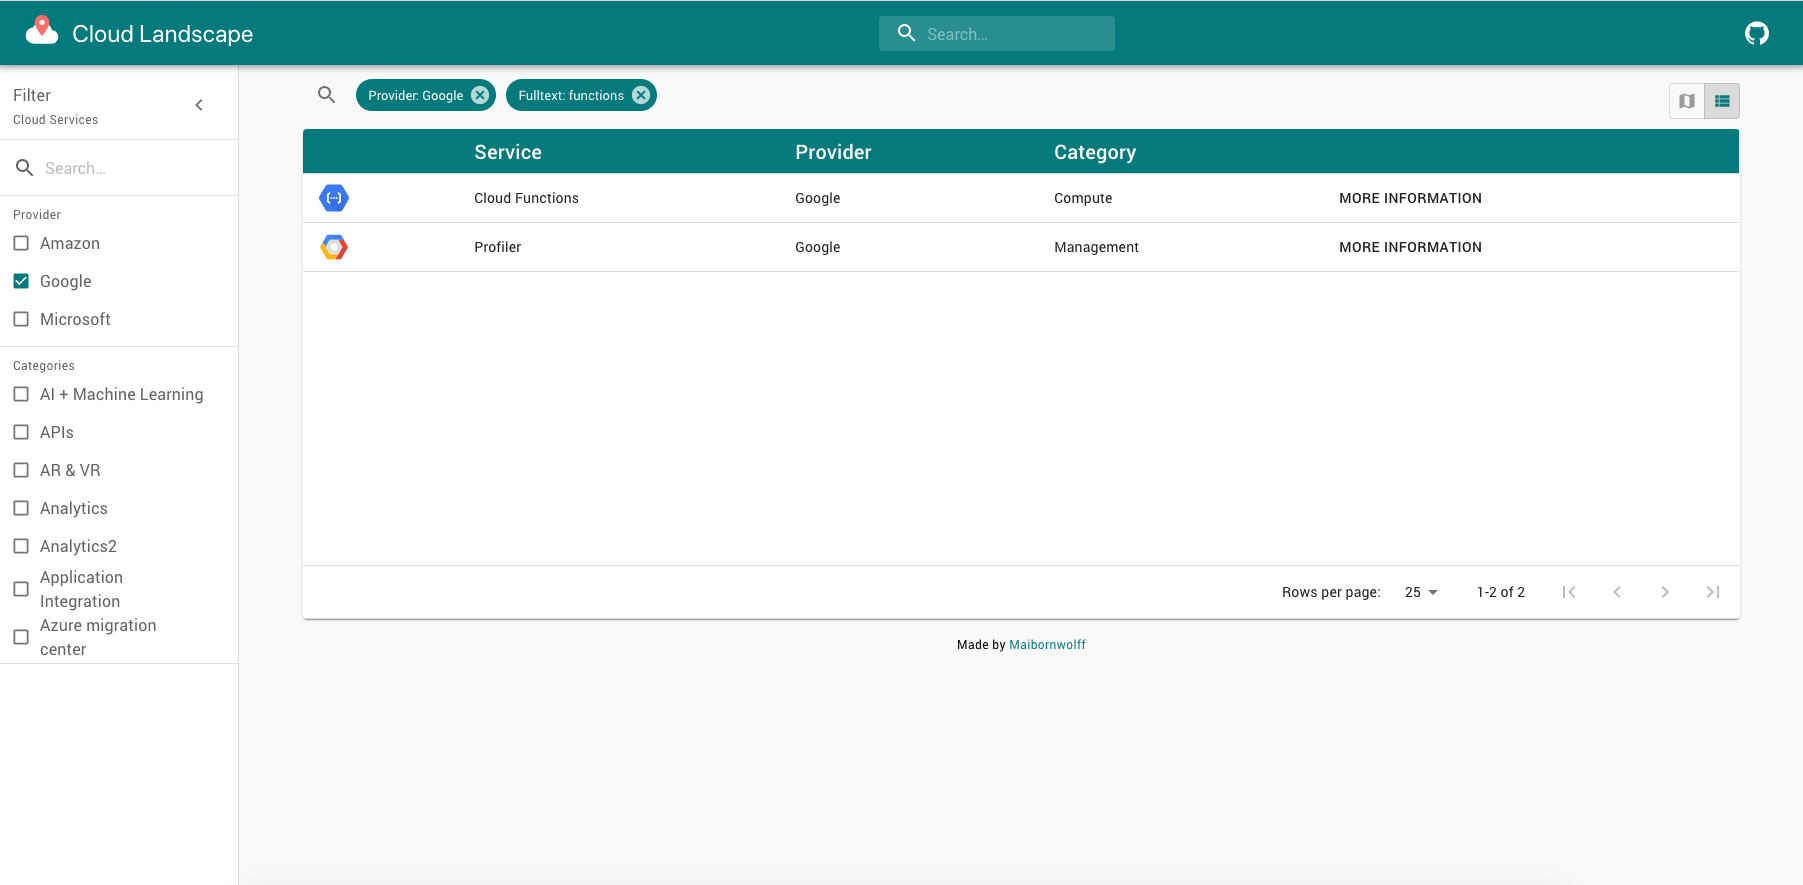 Cloud Landscape
Search...
Filter
Cloud Services
Search...
Provider
Amazon
Google
Microsoft
Categories
AI + Machine Learning
APIs
AR & VR
Analytics
Analytics2
Application
Integration
Azure migration
center
Provider: Google
Fulltext: functions
Service Provider Category
Cloud Functions Google Compute MORE INFORMATION
Profiler Google Management MORE INFORMATION
Rows per page: 25 1-2 of 2
Made by Maibornwolff